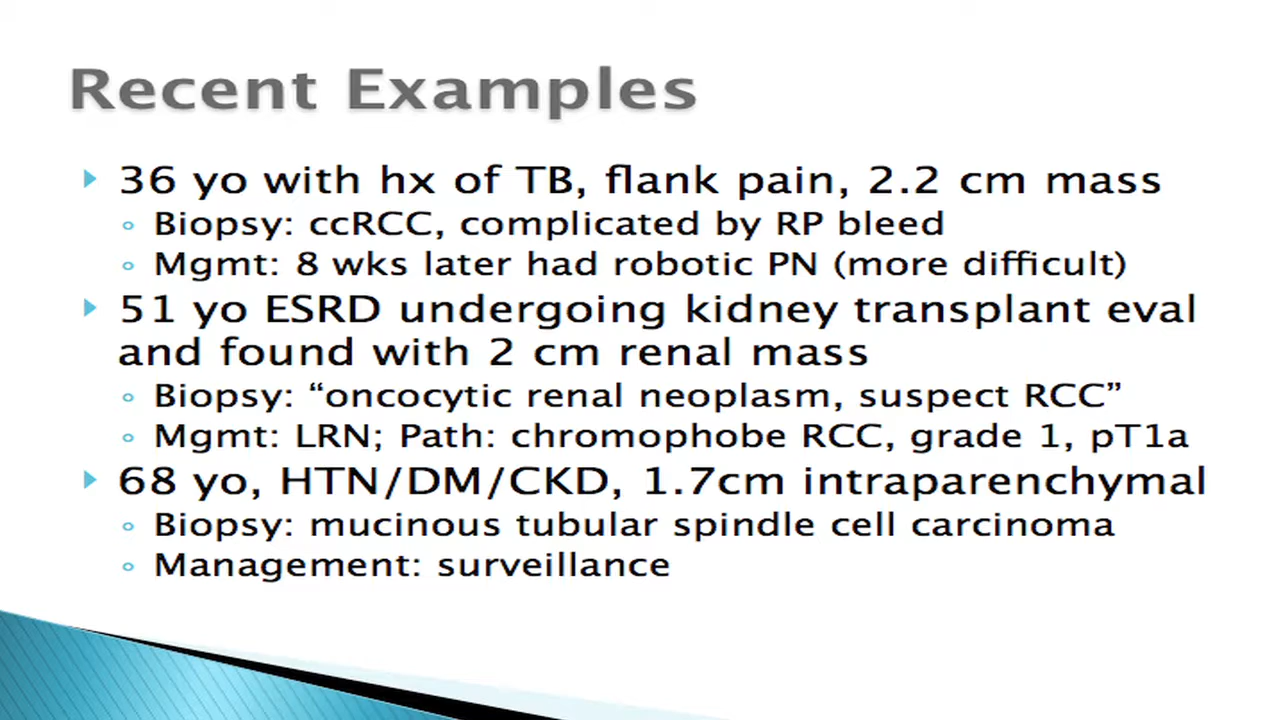 Recent Examples
36 yo with hx of TB, flank pain, 2.2 cm mass
Biopsy: ccRCC, complicated by RP bleed
Mgmt: 8 wks later had robotic PN (more difficult)
51 yo ESRD undergoing kidney transplant eval
and found with 2 cm renal mass
Biopsy: “oncocytic renal neoplasm, suspect RCC”
Mgmt: LRN; Path: chromophobe RCC, grade 1, pT1a
68 yo, HTN/DM/CKD, 1.7cm intraparenchymal
Biopsy: mucinous tubular spindle cell carcinoma
Management: surveillance